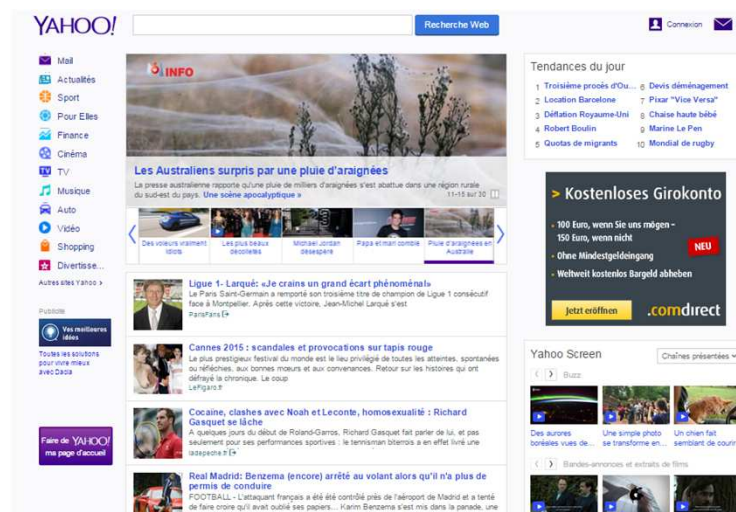 YAHOO!
Recherche Web
Connexion
Mail
Actualités
Sport
Pour Elles
Finance
Cinéma
TV
Musique
Auto
Vidéo
Shopping
Divertisse...
Autres sites Yahoo >
Publicité
Vos meilleures
idées
Toutes les solutions
pour vivre mieux
avec Dacia
Faire de YAHOO!
ma page d'accueil
INFO
Les Australiens surpris par une pluie d'araignées
La presse australienne rapporte qu'une pluie de milliers d'araignées s'est abattue dans une région rurale
du sud-est du pays. Une scène apocalyptique »
11-15 sur 30
Des voleurs vraiment
idiots
Les plus beaux
décolletés
Michael Jordan
désespéré
Papa et mari comblé
Pluie d'araignées en
Australie
Ligue 1- Larqué: «Je crains un grand écart phénoménal»
Le Paris Saint-Germain a remporté son troisième titre de champion de Ligue 1 consécutif
face à Montpellier. Après cette victoire, Jean-Michel Larqué s'est
ParisFans
Cannes 2015 : scandales et provocations sur tapis rouge
Le plus prestigieux festival du monde est le lieu privilégié de toutes les atteintes, spontanées
ou réfléchies, aux bonnes mœurs et aux convenances. Retour sur les histoires qui ont
défrayé la chronique. Le coup
LeFigaro.fr
Cocaïne, clashes avec Noah et Leconte, homosexualité : Richard
Gasquet se lâche
A quelques jours du début de Roland-Garros, Richard Gasquet fait parler de lui, et pas
seulement pour ses performances sportives ; le tennisman biterrois a en effet livré une
ladepeche.fr
Real Madrid: Benzema (encore) arrêté au volant alors qu'il n'a plus de
permis de conduire
FOOTBALL - L'attaquant français a été été contrôlé près de l'aéroport de Madrid et a tenté
de faire croire qu'il avait oublié ses papiers... Karim Benzema s'est mis dans la panade, une
Tendances du jour
1 Troisième procès d'Ou...
2 Location Barcelone
3 Déflation Royaume-Uni
4 Robert Boulin
5 Quotas de migrants
6 Devis déménagement
7 Pixar "Vice Versa"
8 Chaise haute bébé
9 Marine Le Pen
10 Mondial de rugby
> Kostenloses Girokonto
100 Euro, wenn Sie uns mögen –
150 Euro, wenn nicht
Ohne Mindestgeldeingang
Weltweit kostenlos Bargeld abheben
NEU
Jetzt eröffnen
.comdirect
Yahoo Screen
Chaînes présentées
Buzz
Des aurores
boréales vues de...
Une simple photo
se transforme en...
Un chien fait
semblant de courir
Bandes-annonces et extraits de films